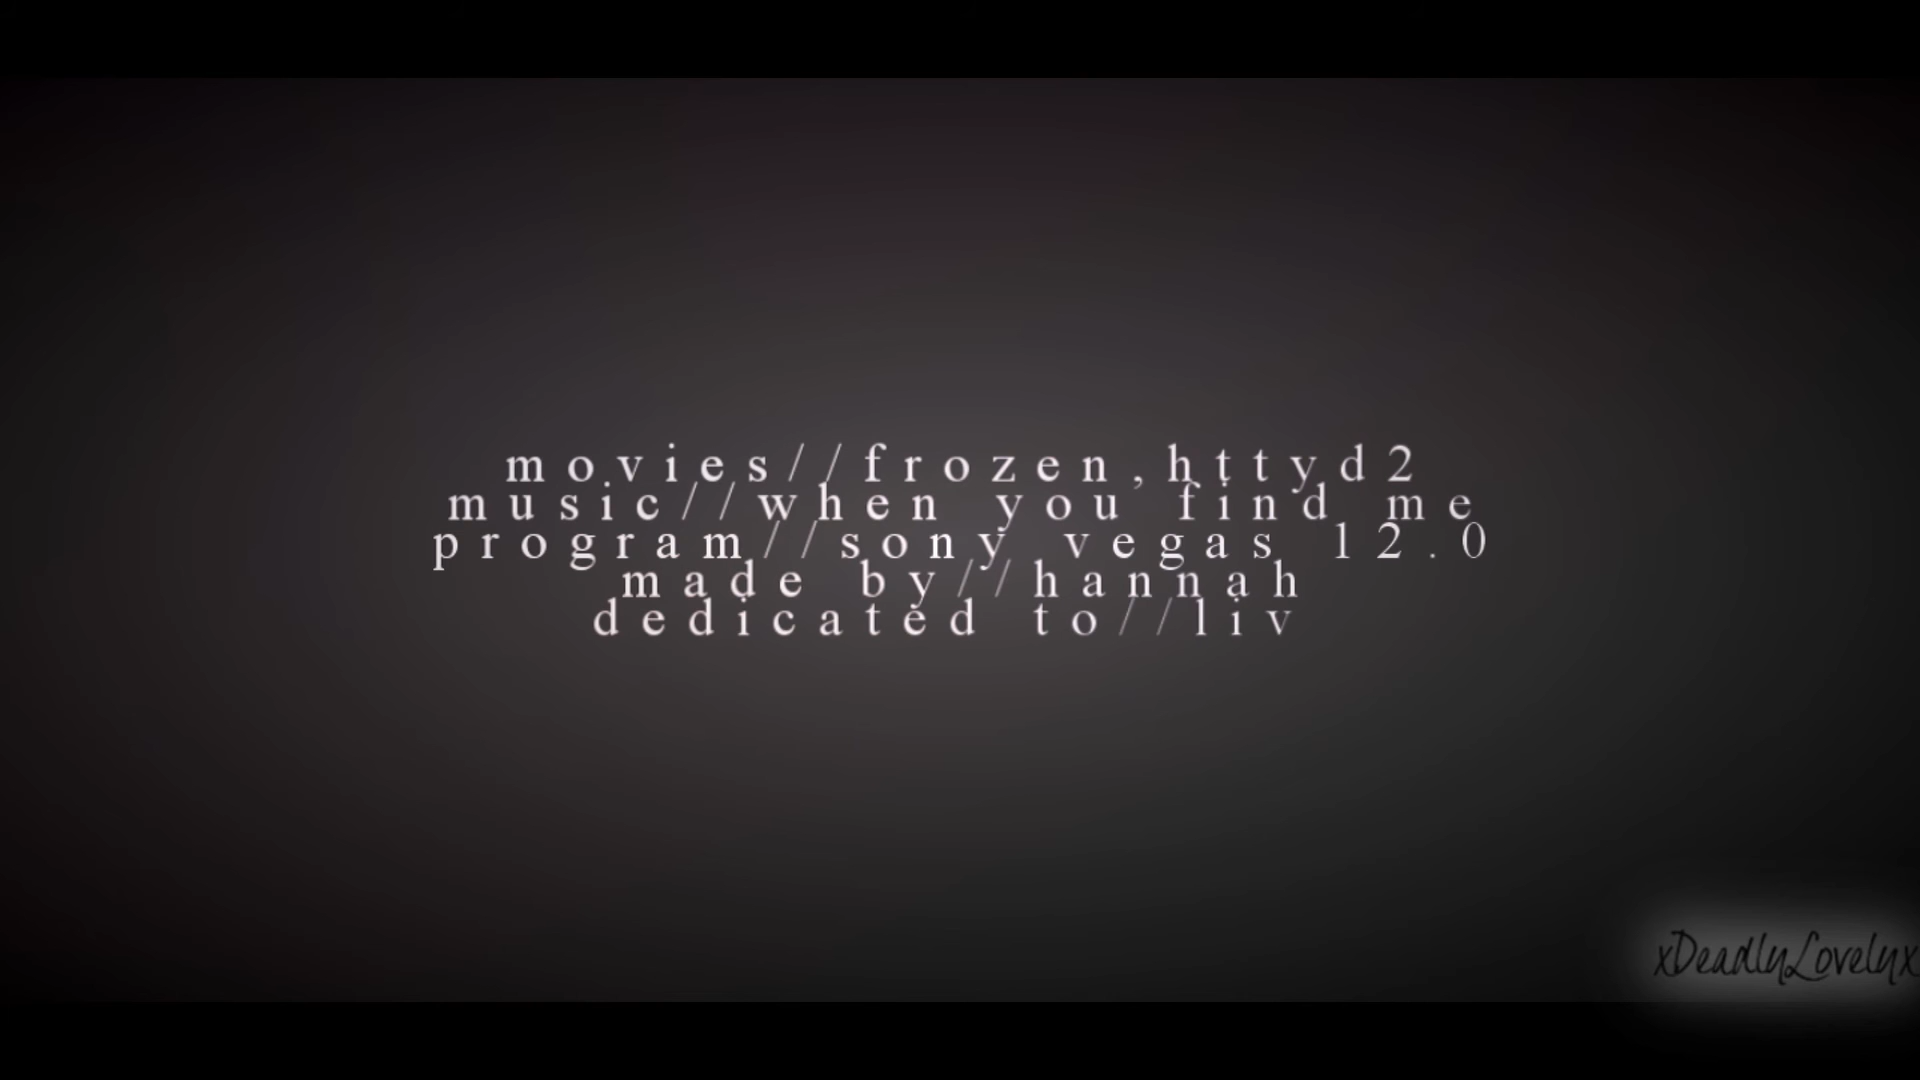 movies//frozen,httyd2
music//when you find me
program//sony vegas 12.0
made by//hannah
dedicated to//liv
xDeadlyLovelyx